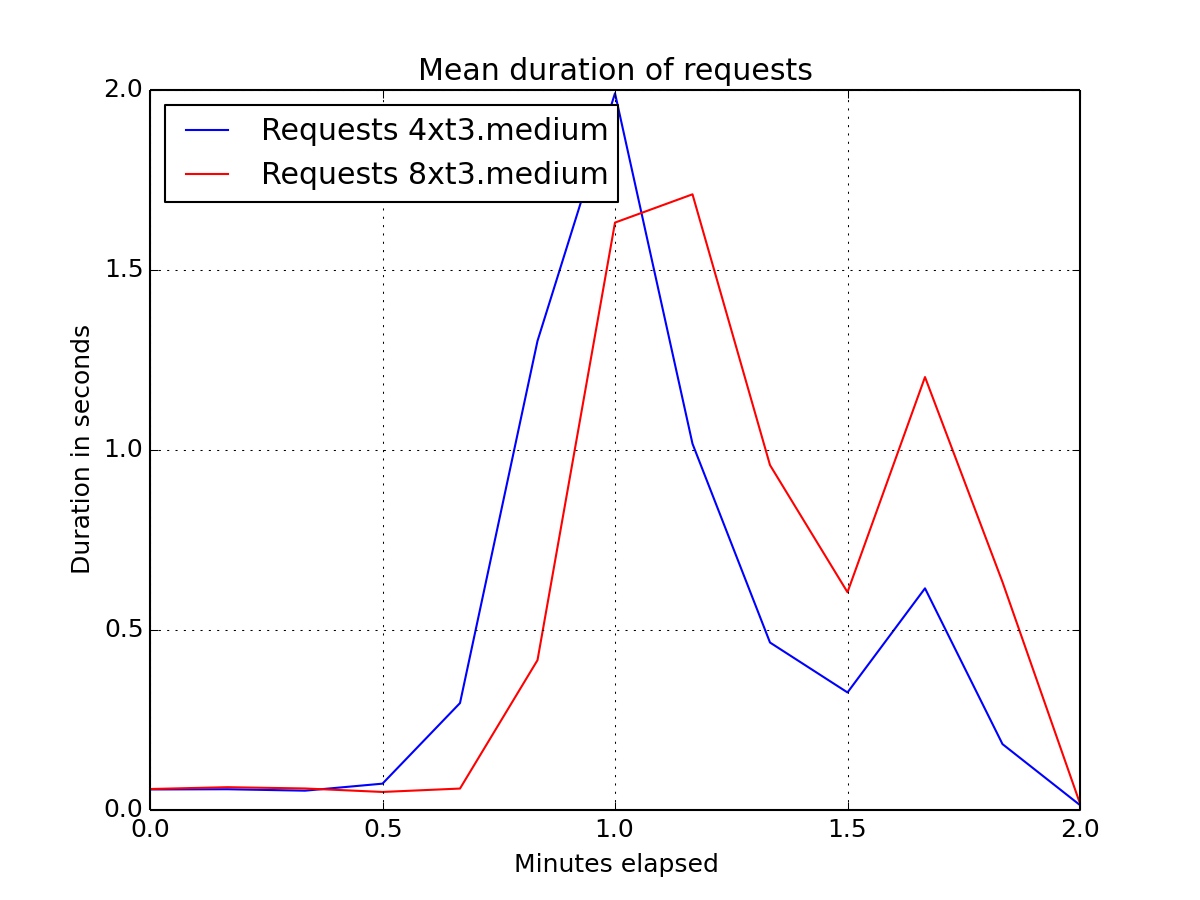 Mean duration of requests
Requests 4xt3.medium
Requests 8xt3.medium
2.0
1.5
1.0
0.5
0.0
Duration in seconds
0.0 0.5 1.0 1.5 2.0
Minutes elapsed